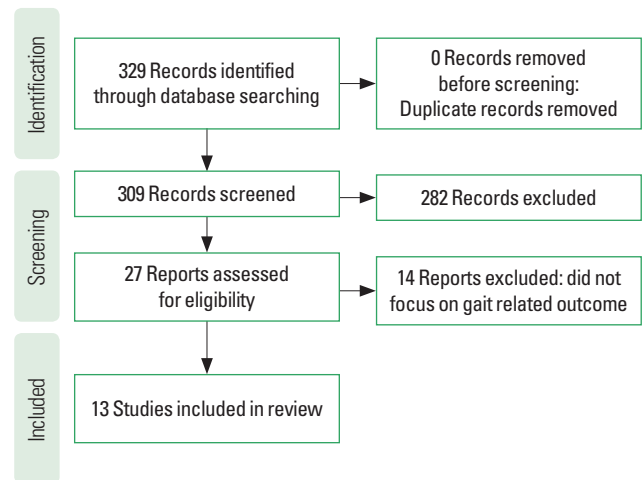 Identification
329 Records identified
through database searching
0 Records removed
before screening:
Duplicate records removed
Screening
309 Records screened
282 Records excluded
27 Reports assessed
for eligibility
14 Reports excluded: did not
focus on gait related outcome
Included
13 Studies included in review